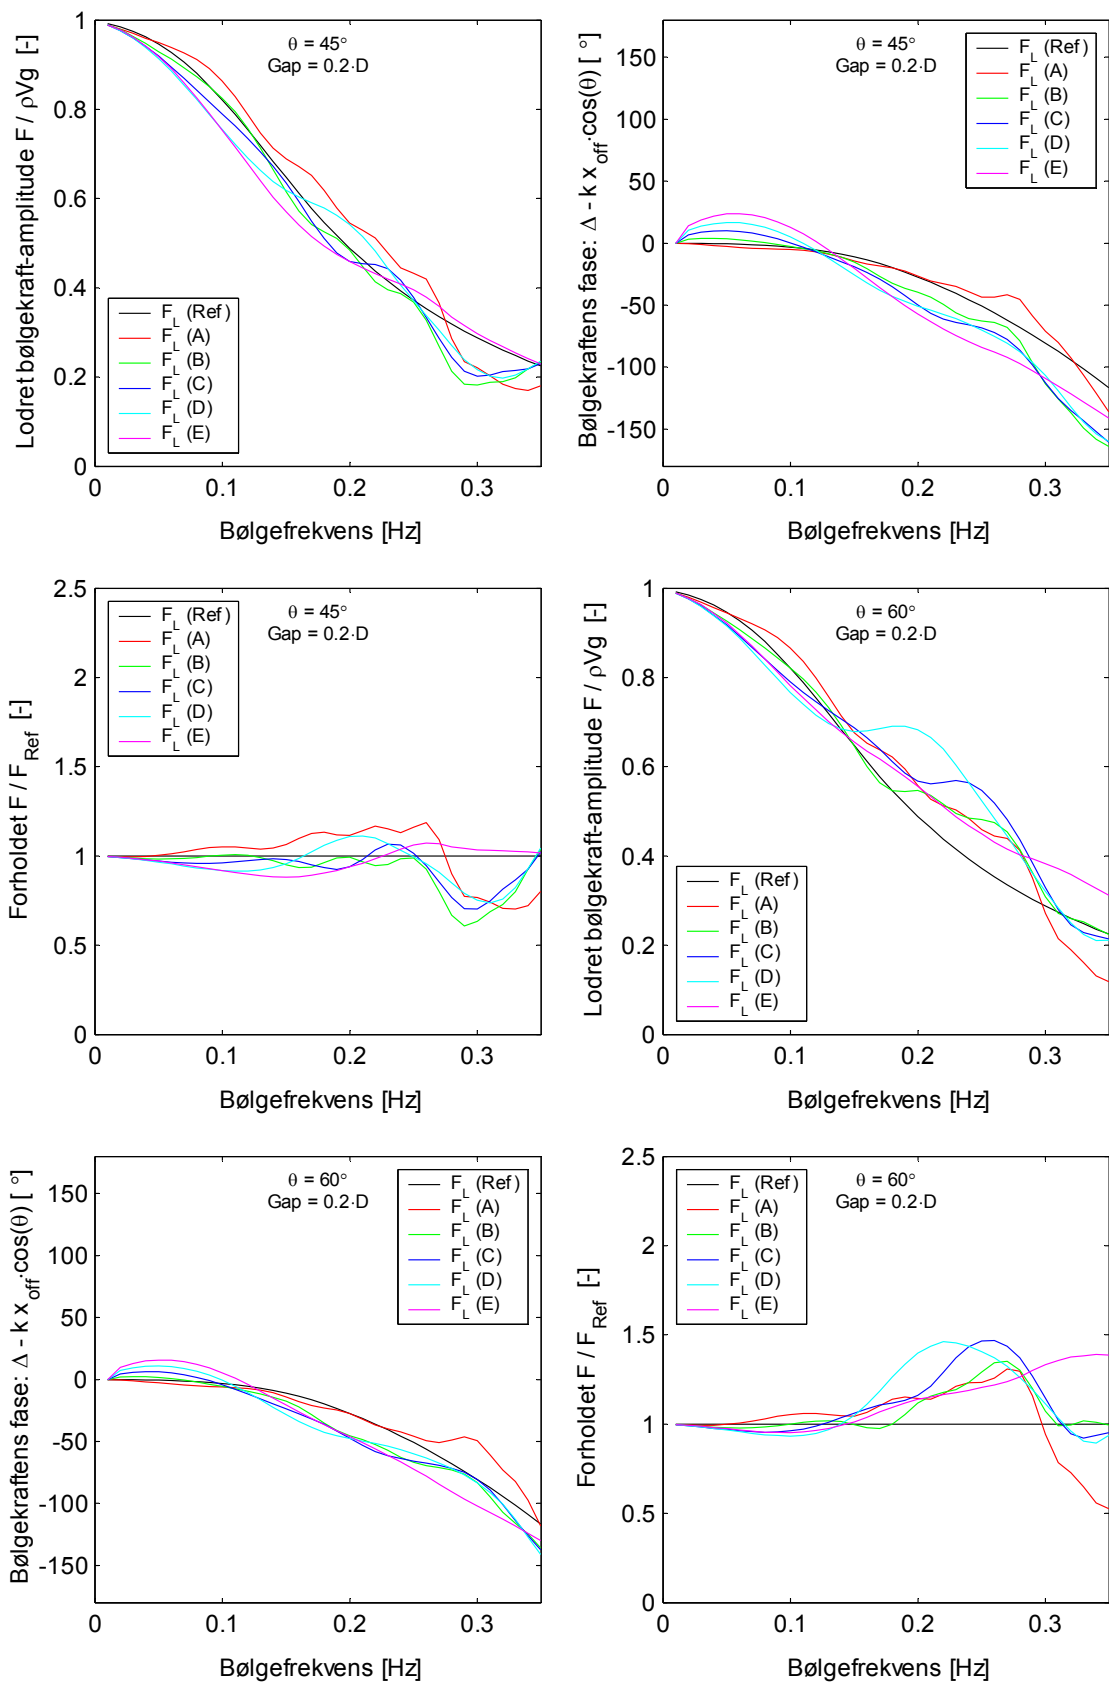 θ = 45°
Gap = 0.2·D
Lodret bølgekraft-amplitude F / ρVg [-]
1
0.8
0.6
0.4
0.2
0
F_L (Ref)
F_L (A)
F_L (B)
F_L (C)
F_L (D)
F_L (E)
0 0.1 0.2 0.3
Bølgefrekvens [Hz]
θ = 45°
Gap = 0.2·D
Bølgekraftens fase: Δ - k x_off·cos(θ) [ °]
150
100
50
0
-50
-100
-150
F_L (Ref)
F_L (A)
F_L (B)
F_L (C)
F_L (D)
F_L (E)
0 0.1 0.2 0.3
Bølgefrekvens [Hz]
θ = 45°
Gap = 0.2·D
Forholdet F / F_Ref [-]
2.5
2
1.5
1
0.5
0
F_L (Ref)
F_L (A)
F_L (B)
F_L (C)
F_L (D)
F_L (E)
0 0.1 0.2 0.3
Bølgefrekvens [Hz]
θ = 60°
Gap = 0.2·D
Lodret bølgekraft-amplitude F / ρVg [-]
1
0.8
0.6
0.4
0.2
0
F_L (Ref)
F_L (A)
F_L (B)
F_L (C)
F_L (D)
F_L (E)
0 0.1 0.2 0.3
Bølgefrekvens [Hz]
θ = 60°
Gap = 0.2·D
Bølgekraftens fase: Δ - k x_off·cos(θ) [ °]
150
100
50
0
-50
-100
-150
F_L (Ref)
F_L (A)
F_L (B)
F_L (C)
F_L (D)
F_L (E)
0 0.1 0.2 0.3
Bølgefrekvens [Hz]
θ = 60°
Gap = 0.2·D
Forholdet F / F_Ref [-]
2.5
2
1.5
1
0.5
0
F_L (Ref)
F_L (A)
F_L (B)
F_L (C)
F_L (D)
F_L (E)
0 0.1 0.2 0.3
Bølgefrekvens [Hz]